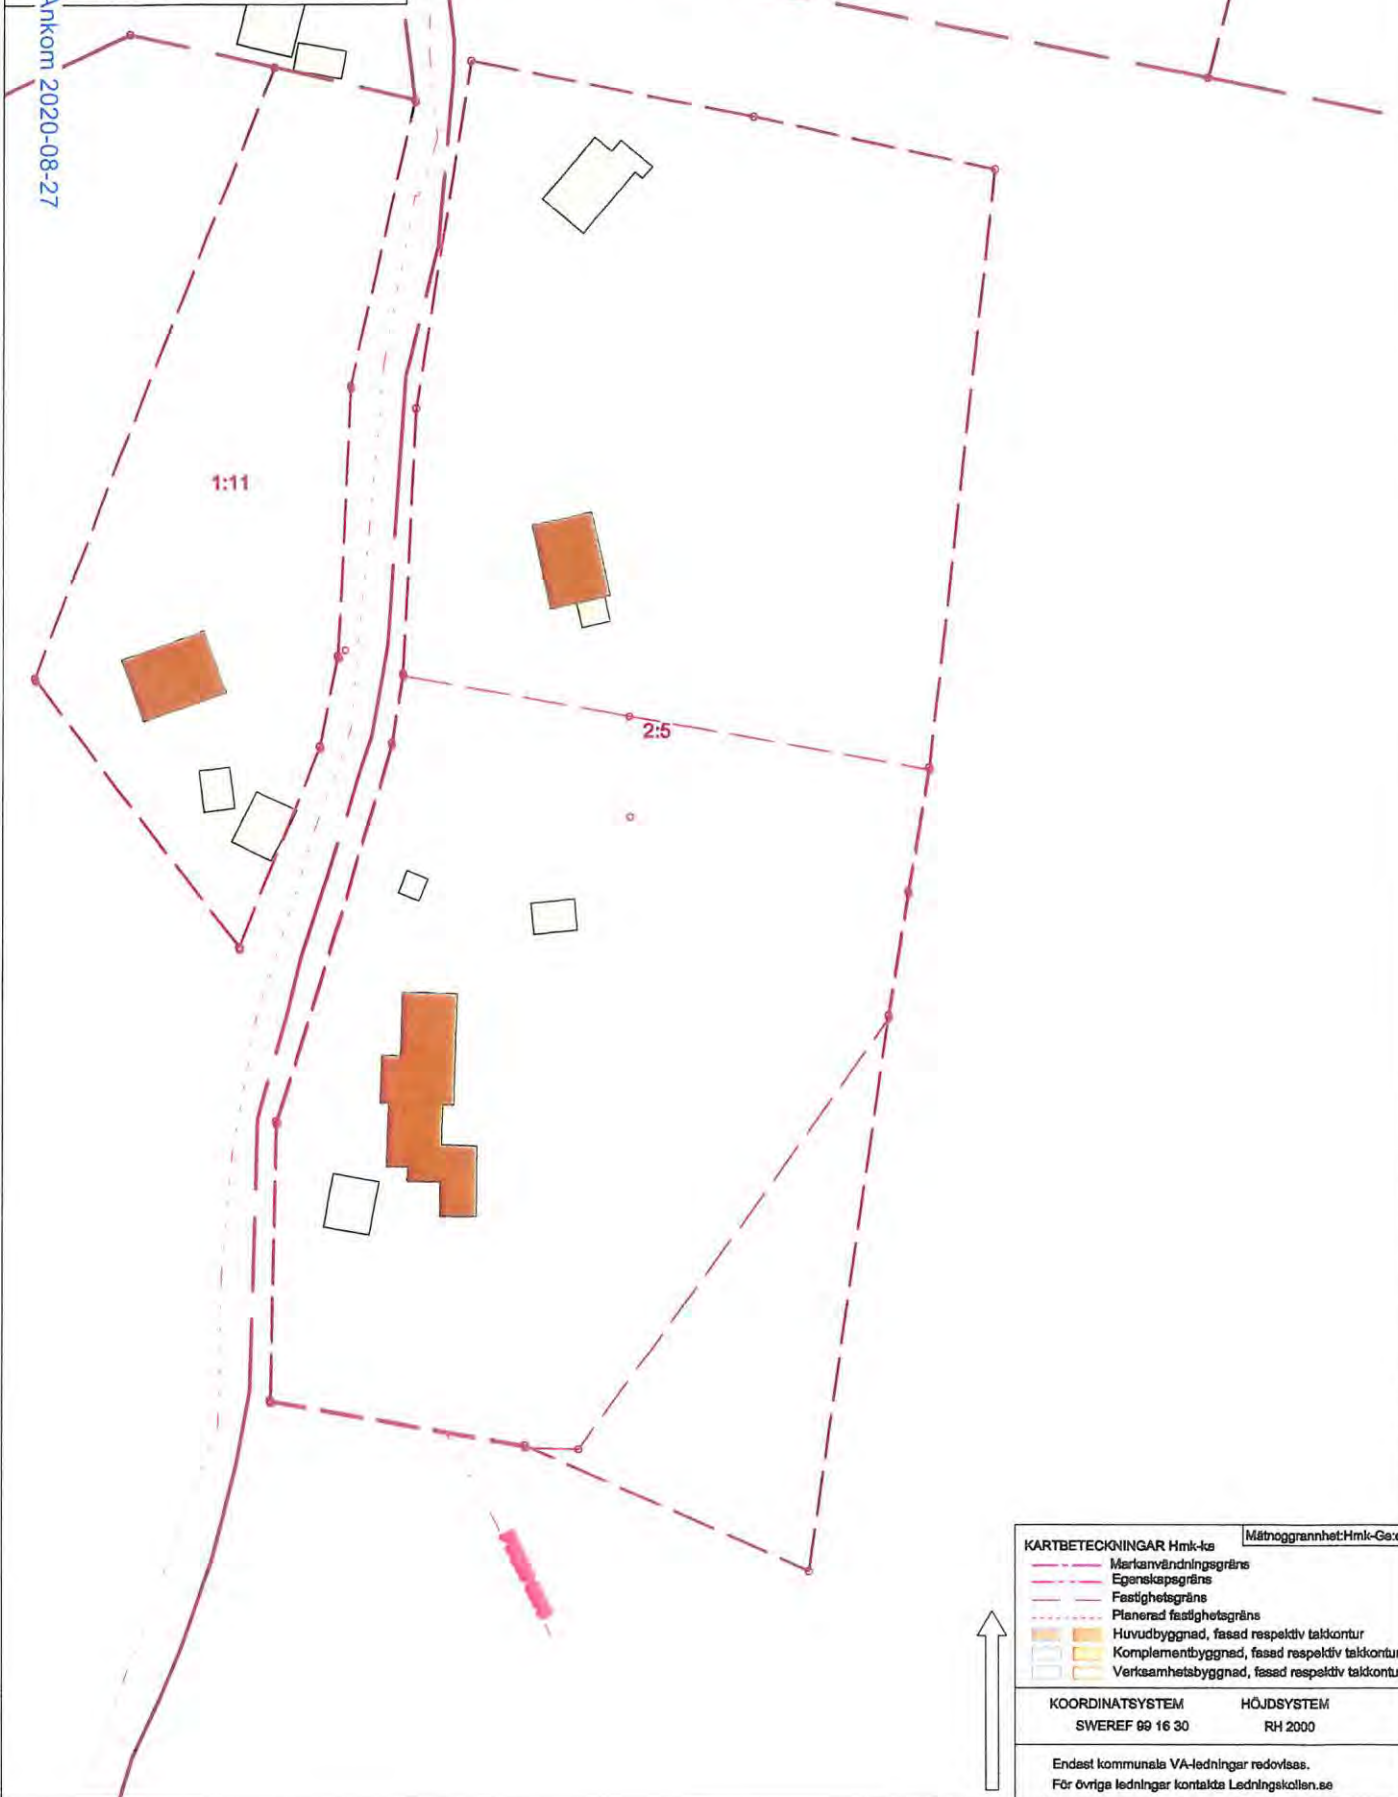 Ankom 2020-08-27
1:11
2:5
KARTBETECKNINGAR Hmk-ka
Mätnoggrannhet:Hmk-Ge:
Markanvändningsgräns
Egenskapsgräns
Fastighetsgräns
Planerad fastighetsgräns
Huvudbyggnad, fasad respektiv takkontur
Komplementbyggnad, fasad respektiv takkontur
Verksamhetsbyggnad, fasad respektiv takkontu
KOORDINATSYSTEM
HÖJDSYSTEM
SWEREF 99 16 30
RH 2000
Endast kommunala VA-ledningar redovisas.
För övriga ledningar kontakta Ledningskollen.se